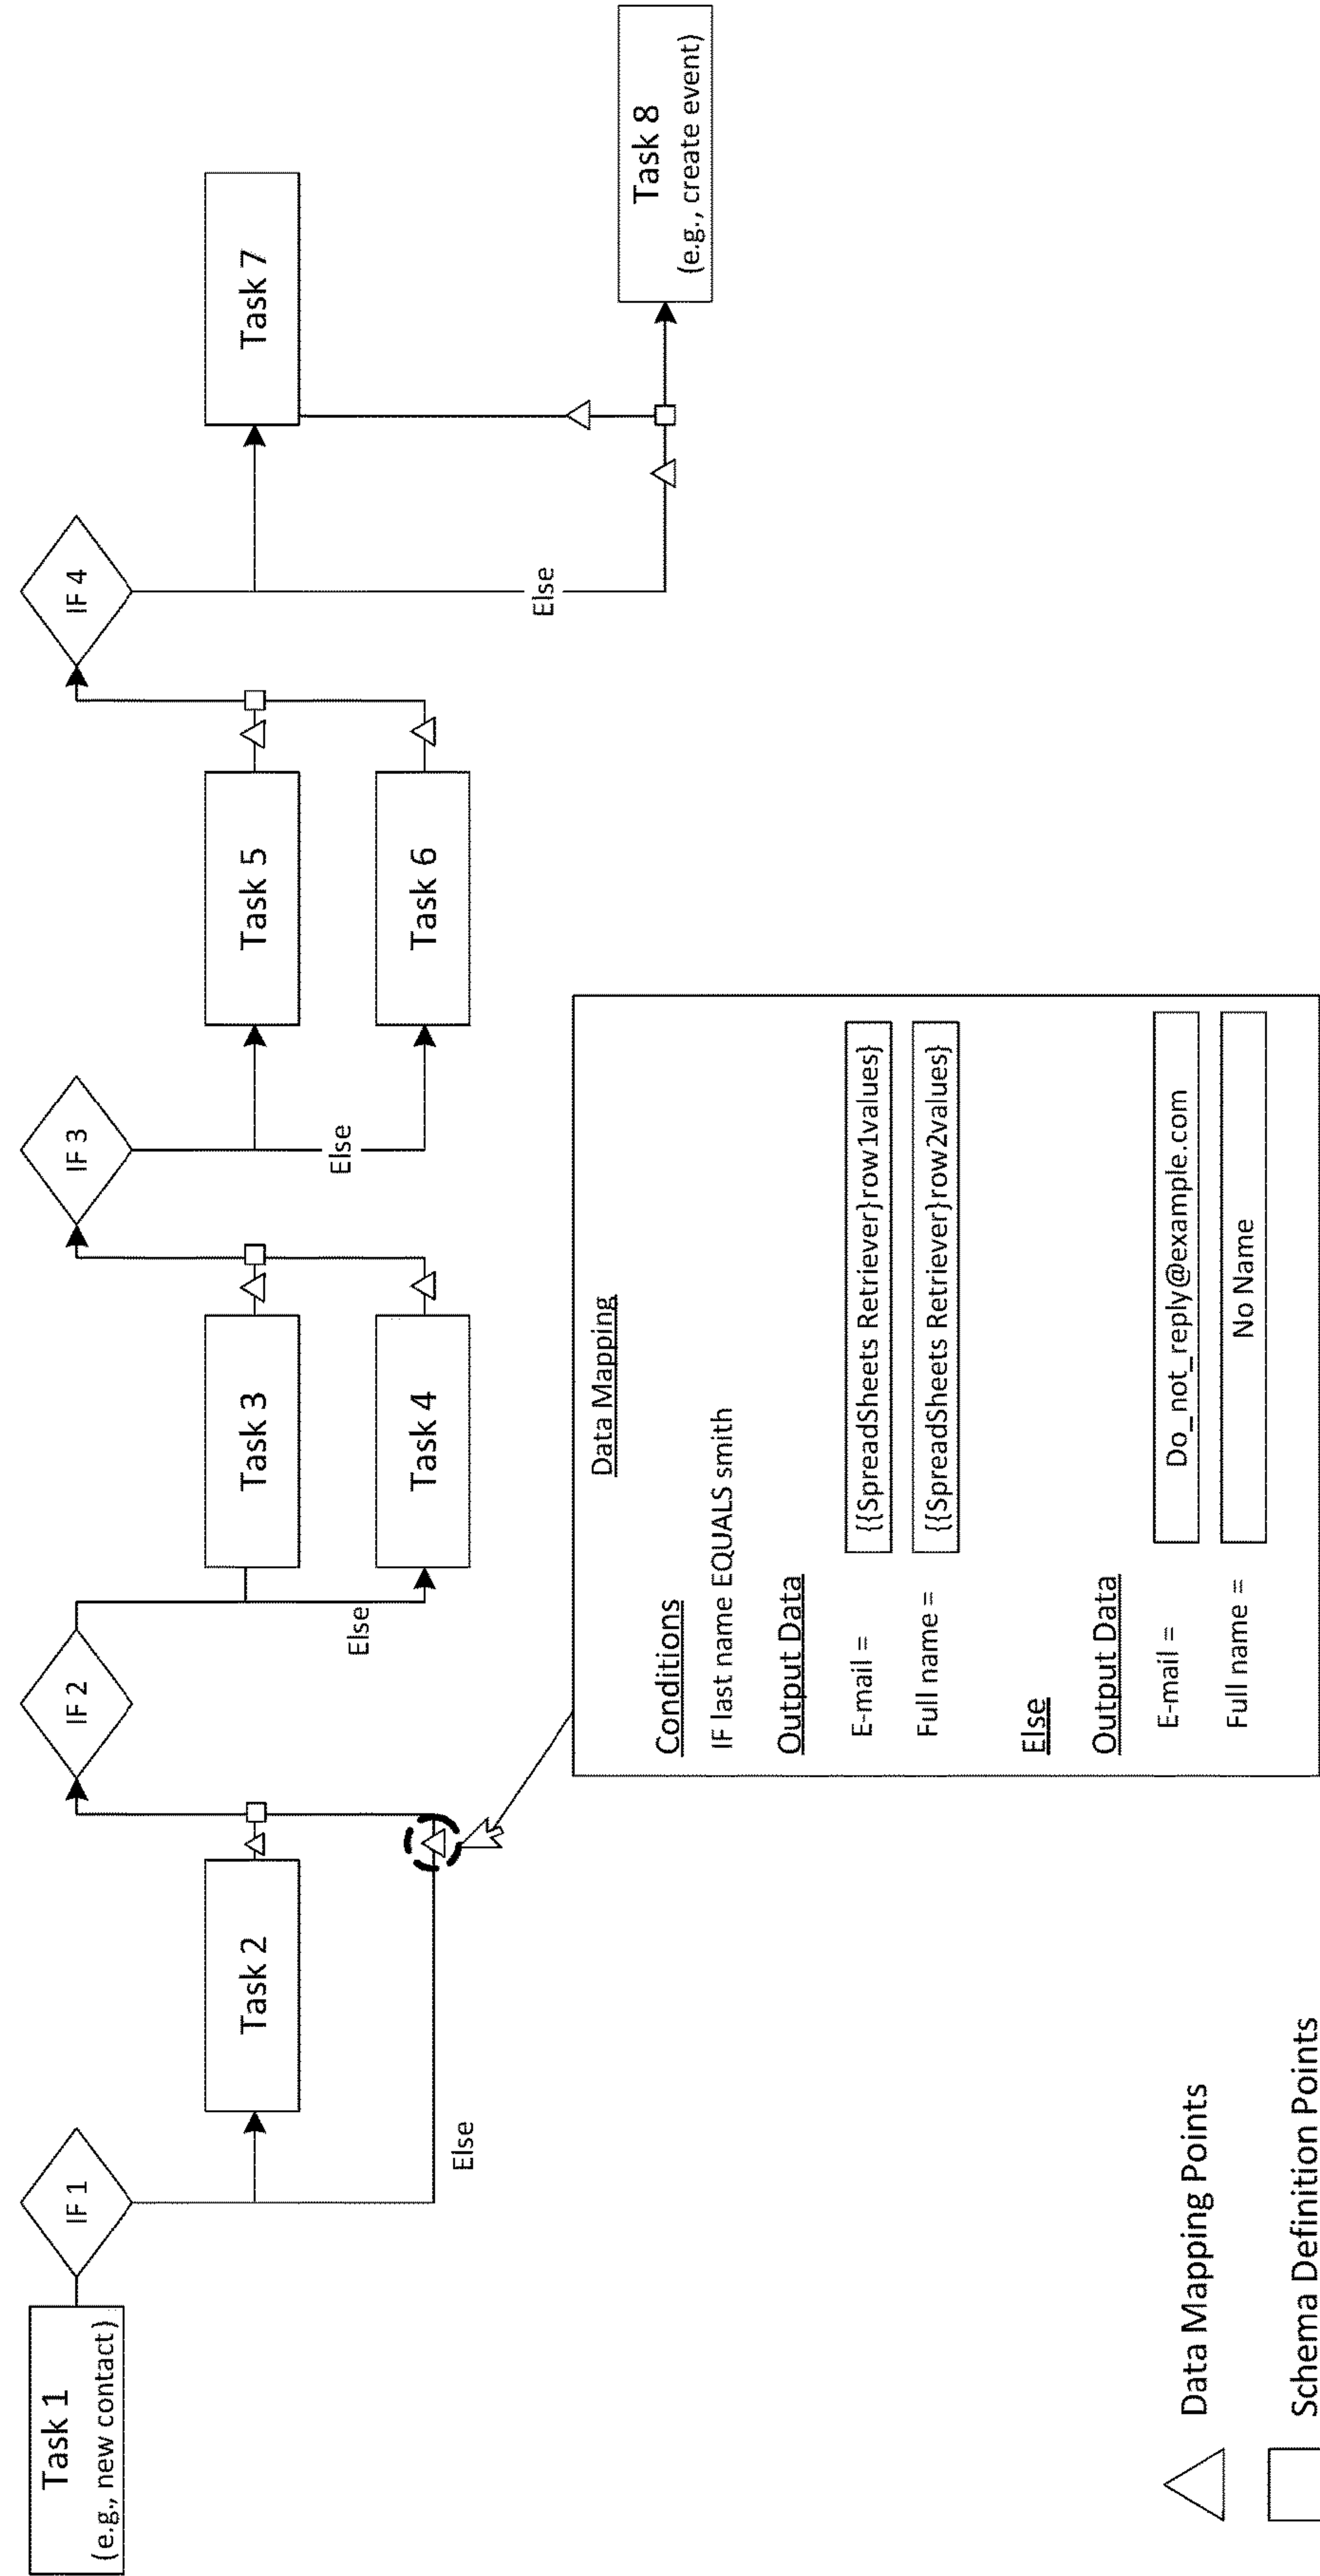 Task 1
(e.g., new contact)
IF 1
Task 2
Else
IF 2
Task 3
Else
Task 4
IF 3
Task 5
Else
Task 6
IF 4
Task 7
Else
Task 8
(e.g., create event)
Data Mapping
Conditions
IF last name EQUALS smith
Output Data
E-mail = {{SpreadSheets Retriever}row1values}
Full name = {{SpreadSheets Retriever}row2values}
Else
Output Data
E-mail = Do_not_reply@example.com
Full name = No Name
Data Mapping Points
Schema Definition Points